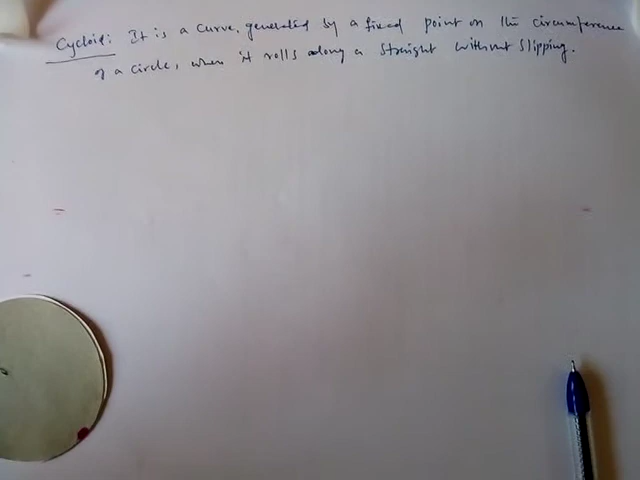 Cycloid: It is a curve, generated by a fixed point on the circumference
of a circle, when it rolls along a straight without slipping.